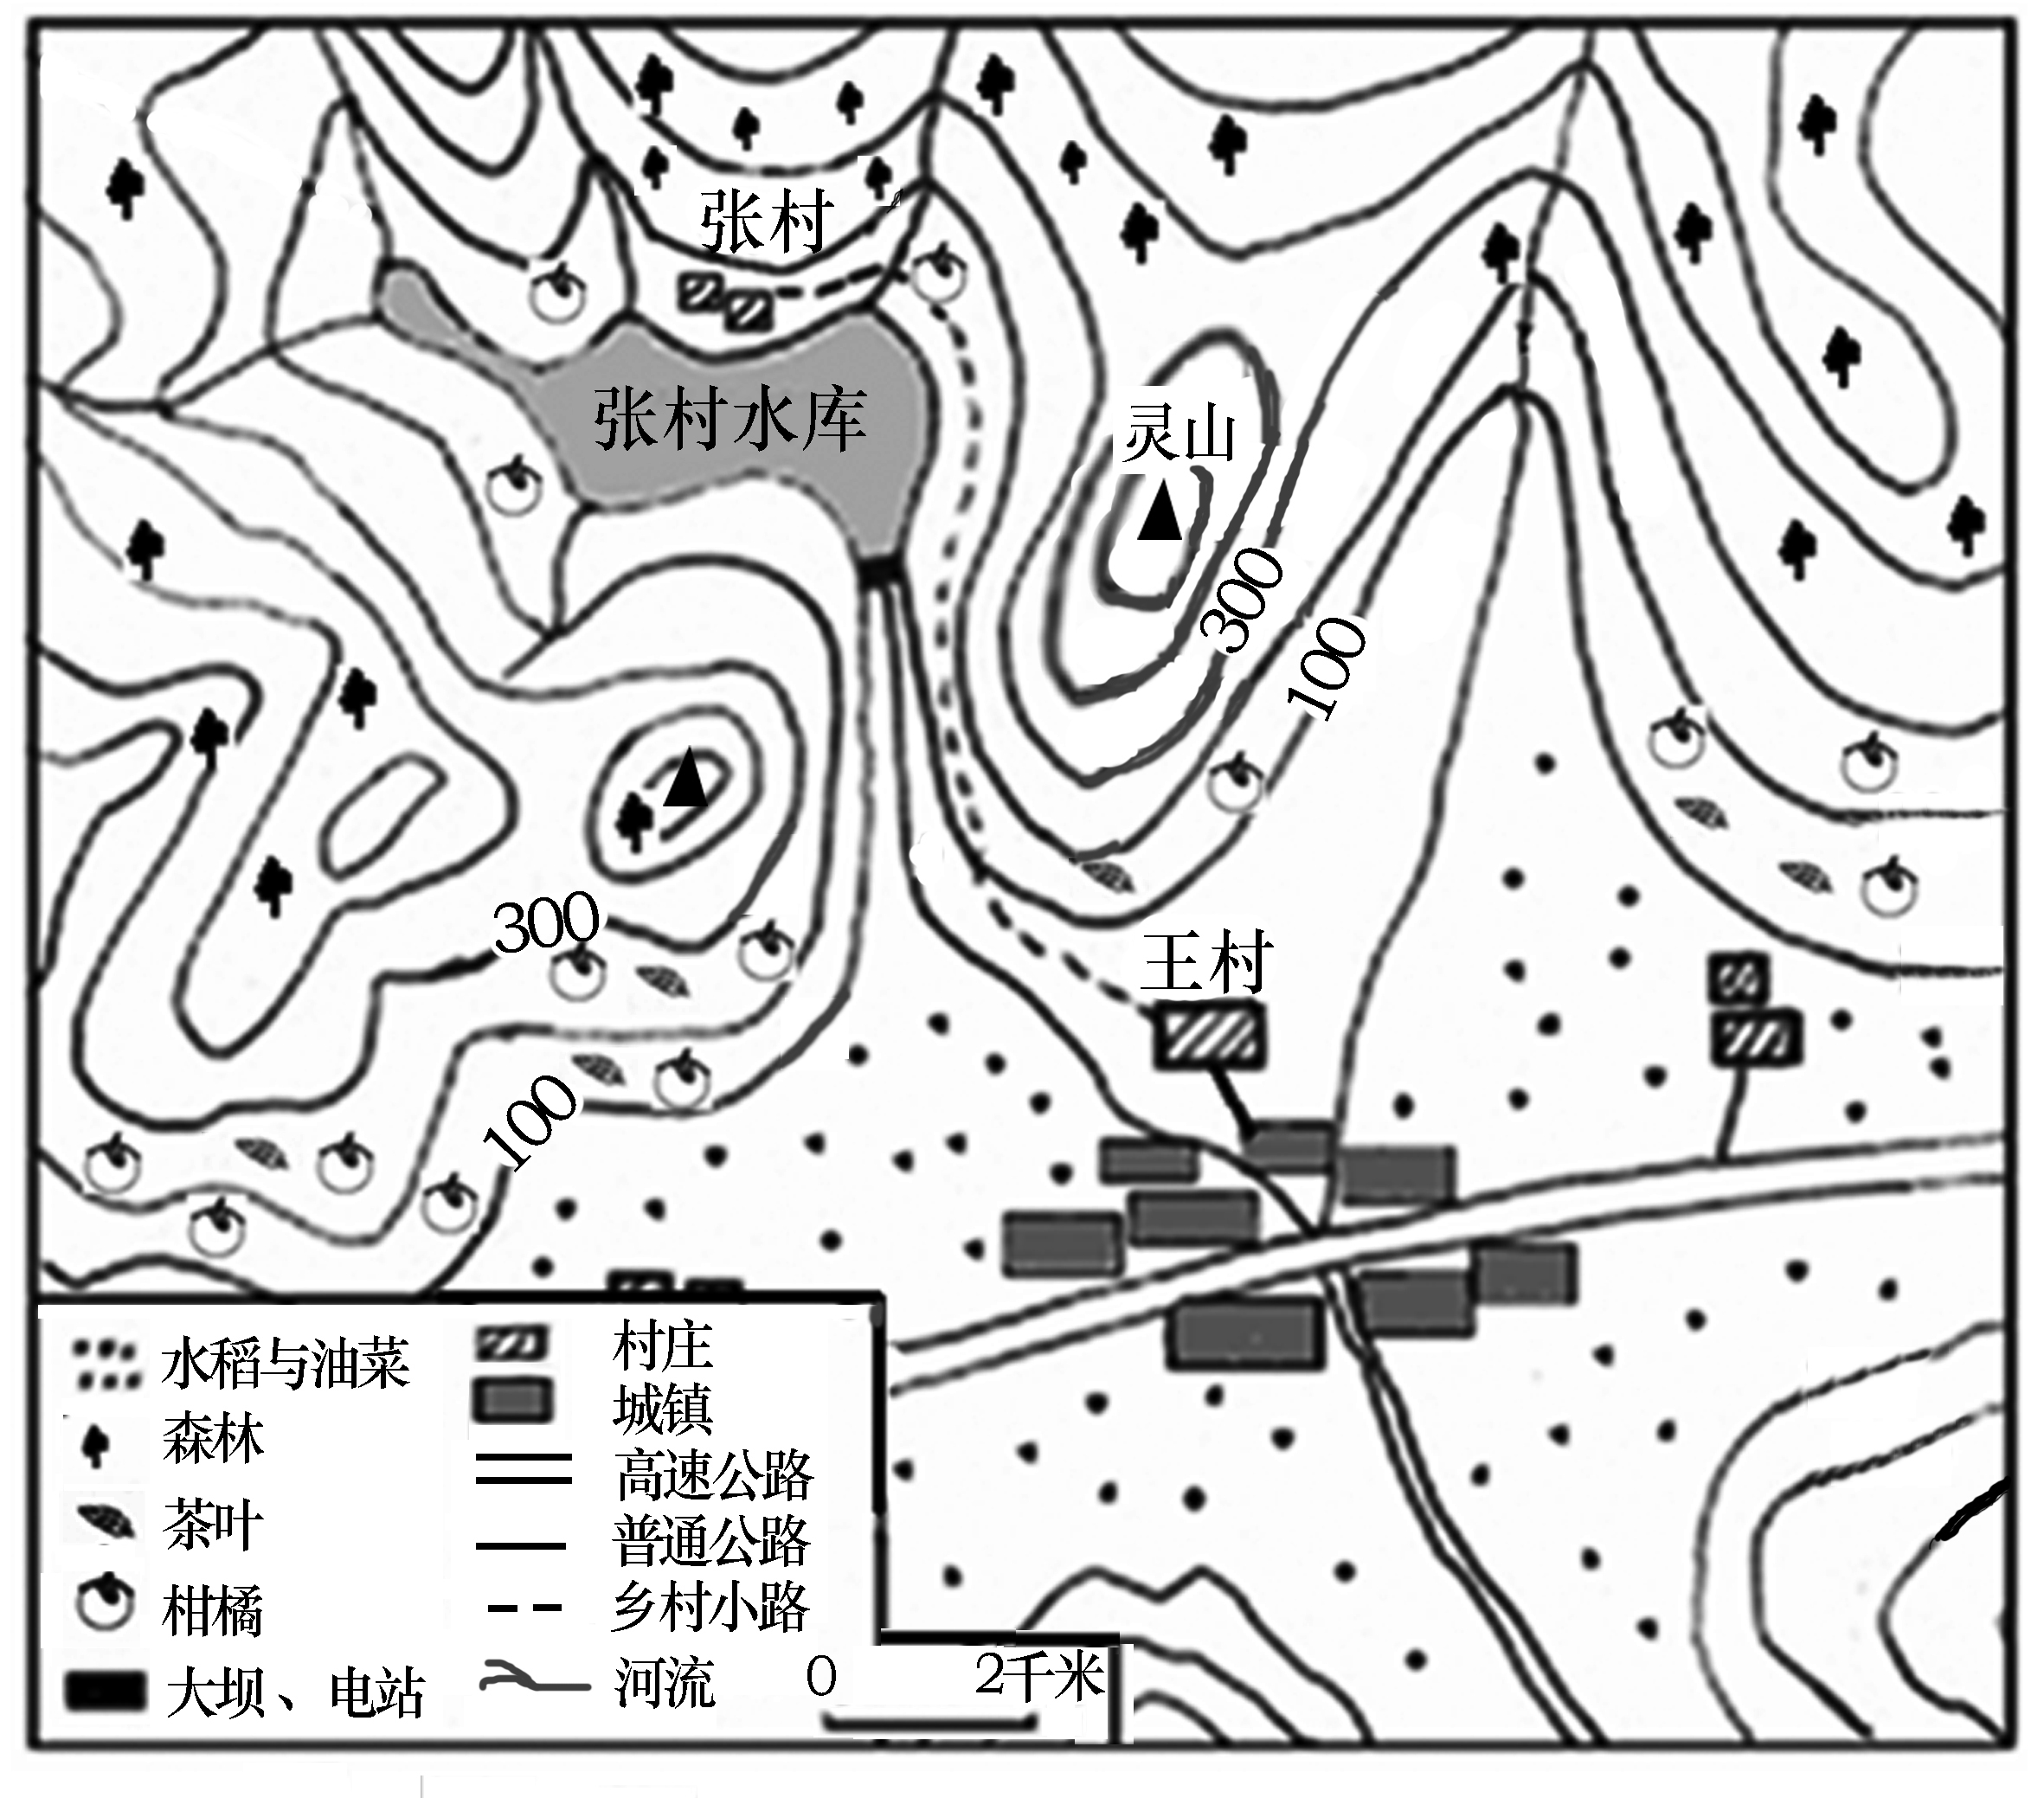 张村
张村水库
灵山
300
100
王村
300
100
水稻与油菜
森林
茶叶
柑橘
大坝、电站
村庄
城镇
高速公路
普通公路
乡村小路
河流
0 2千米